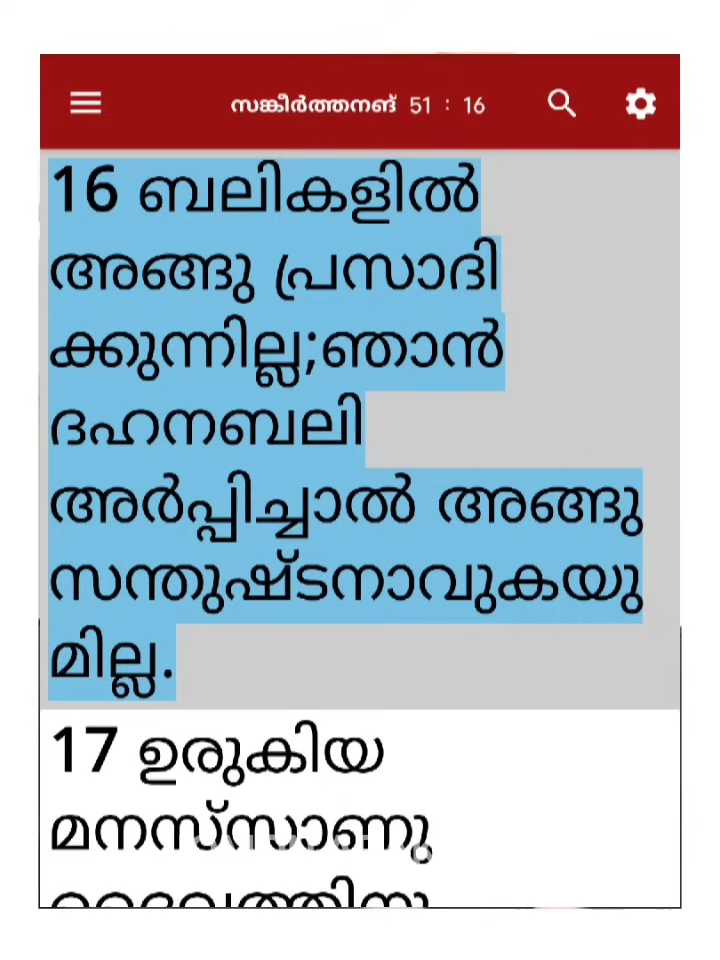 സങ്കീർത്തനങ് 51 : 16
16 ബലികളിൽ
അങ്ങു പ്രസാദി
ക്കുന്നില്ല;ഞാൻ
ദഹനബലി
അർപ്പിച്ചാൽ അങ്ങു
സന്തുഷ്ടനാവുകയു
മില്ല.
17 ഉരുകിയ
മനസ്സാണു